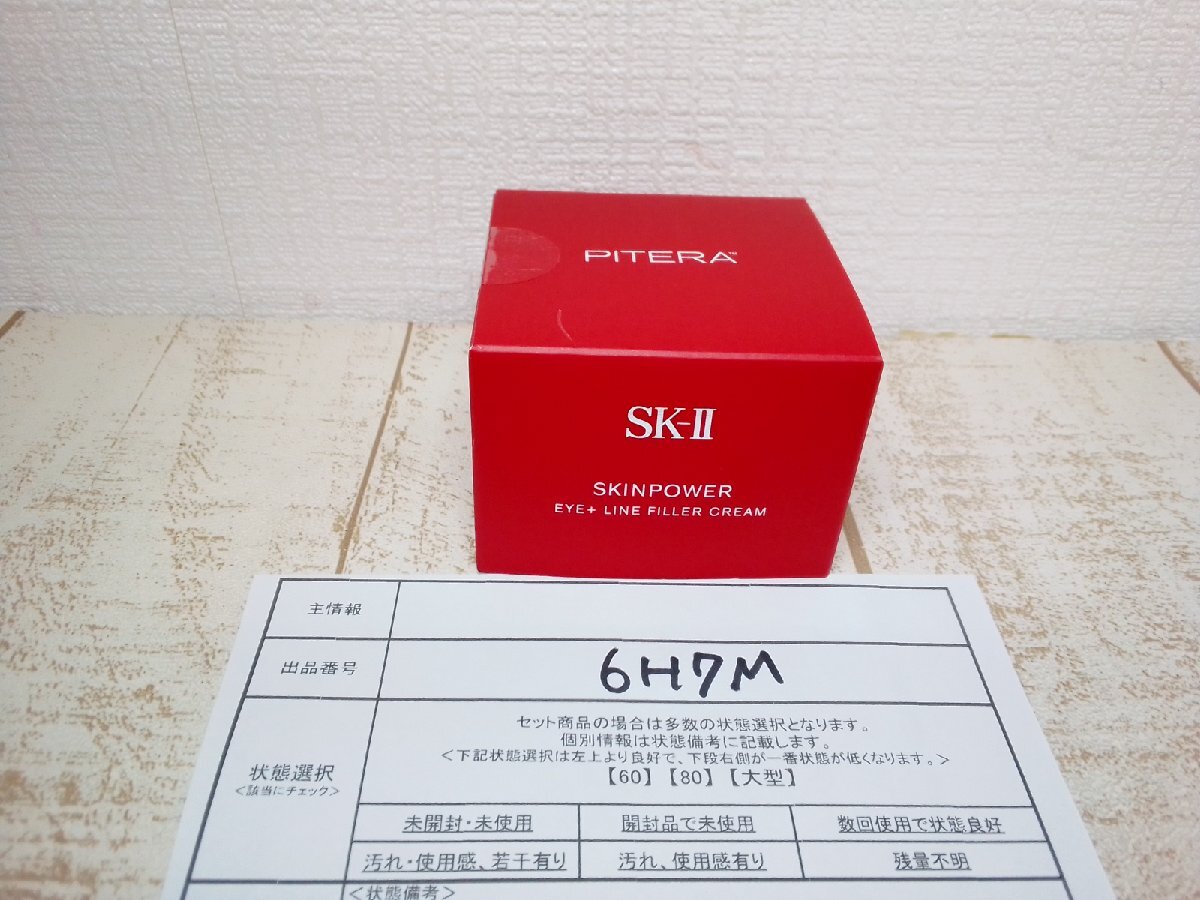 PITERA™
SK-II
SKINPOWER
EYE+ LINE FILLER CREAM
主情報
出品番号
6H7M
状態選択
<該当にチェック>
セット商品の場合は多数の状態選択となります。
個別情報は状態備考に記載します。
<下記状態選択は左上より良好で、下段右側が一番状態が低くなります。>
【60】【80】【大型】
未開封・未使用
開封品で未使用
数回使用で状態良好
汚れ・使用感、若干有り
汚れ、使用感有り
残量不明
<状態備考>